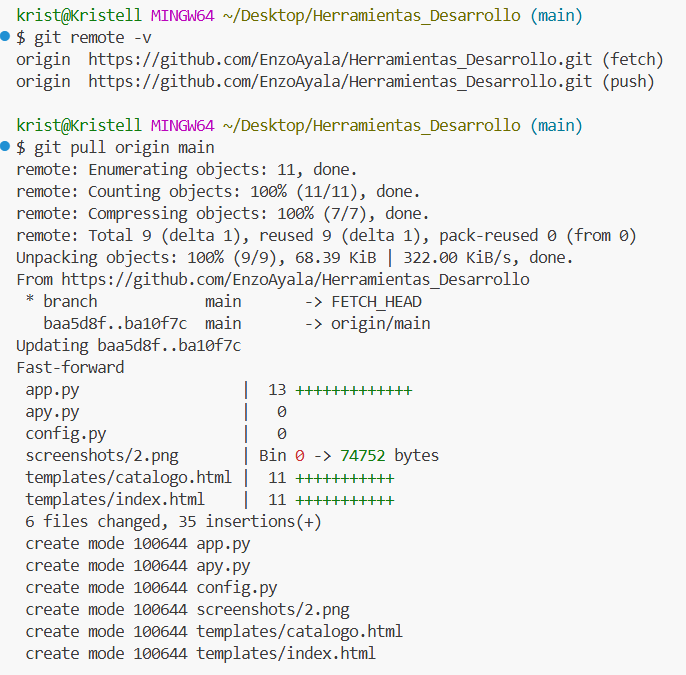 krist@Kristell MINGW64 ~/Desktop/Herramientas_Desarrollo (main)
$ git remote -v
origin  https://github.com/EnzoAyala/Herramientas_Desarrollo.git (fetch)
origin  https://github.com/EnzoAyala/Herramientas_Desarrollo.git (push)

krist@Kristell MINGW64 ~/Desktop/Herramientas_Desarrollo (main)
$ git pull origin main
remote: Enumerating objects: 11, done.
remote: Counting objects: 100% (11/11), done.
remote: Compressing objects: 100% (7/7), done.
remote: Total 9 (delta 1), reused 9 (delta 1), pack-reused 0 (from 0)
Unpacking objects: 100% (9/9), 68.39 KiB | 322.00 KiB/s, done.
From https://github.com/EnzoAyala/Herramientas_Desarrollo
 * branch            main       -> FETCH_HEAD
   baa5d8f..ba10f7c  main       -> origin/main
Updating baa5d8f..ba10f7c
Fast-forward
 app.py                  |  13 +++++++++++++
 apy.py                  |   0
 config.py               |   0
 screenshots/2.png       | Bin 0 -> 74752 bytes
 templates/catalogo.html |  11 +++++++++++
 templates/index.html    |  11 +++++++++++
 6 files changed, 35 insertions(+)
 create mode 100644 app.py
 create mode 100644 apy.py
 create mode 100644 config.py
 create mode 100644 screenshots/2.png
 create mode 100644 templates/catalogo.html
 create mode 100644 templates/index.html